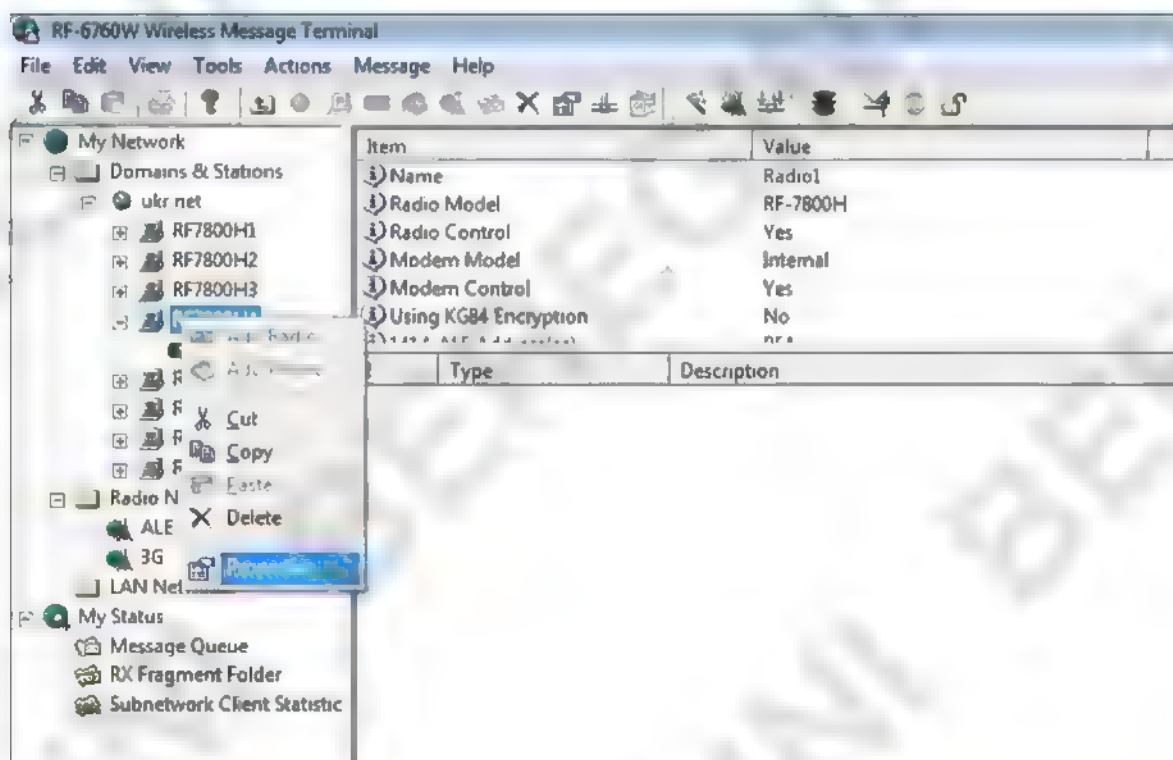 RF-6760W Wireless Message Terminal
File Edit View Tools Actions Message Help
My Network
Domains & Stations
ukr net
RF7800H1
RF7800H2
RF7800H3
R
R
R
R
Radio N
ALE
3G
LAN Net
My Status
Message Queue
RX Fragment Folder
Subnetwork Client Statistic
Cut
Copy
Paste
Delete
Item Value
Name Radio1
Radio Model RF-7800H
Radio Control Yes
Modem Model Internal
Modem Control Yes
Using KG84 Encryption No
Type Description